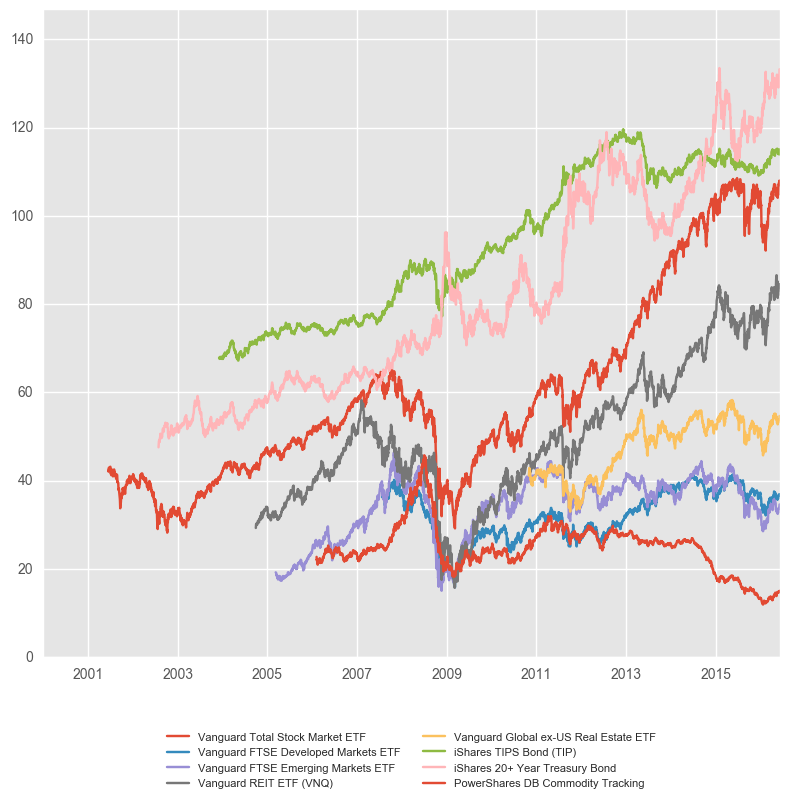 140
120
100
80
60
40
20
0
2001 2003 2005 2007 2009 2011 2013 2015
Vanguard Total Stock Market ETF
Vanguard FTSE Developed Markets ETF
Vanguard FTSE Emerging Markets ETF
Vanguard REIT ETF (VNQ)
Vanguard Global ex-US Real Estate ETF
iShares TIPS Bond (TIP)
iShares 20+ Year Treasury Bond
PowerShares DB Commodity Tracking